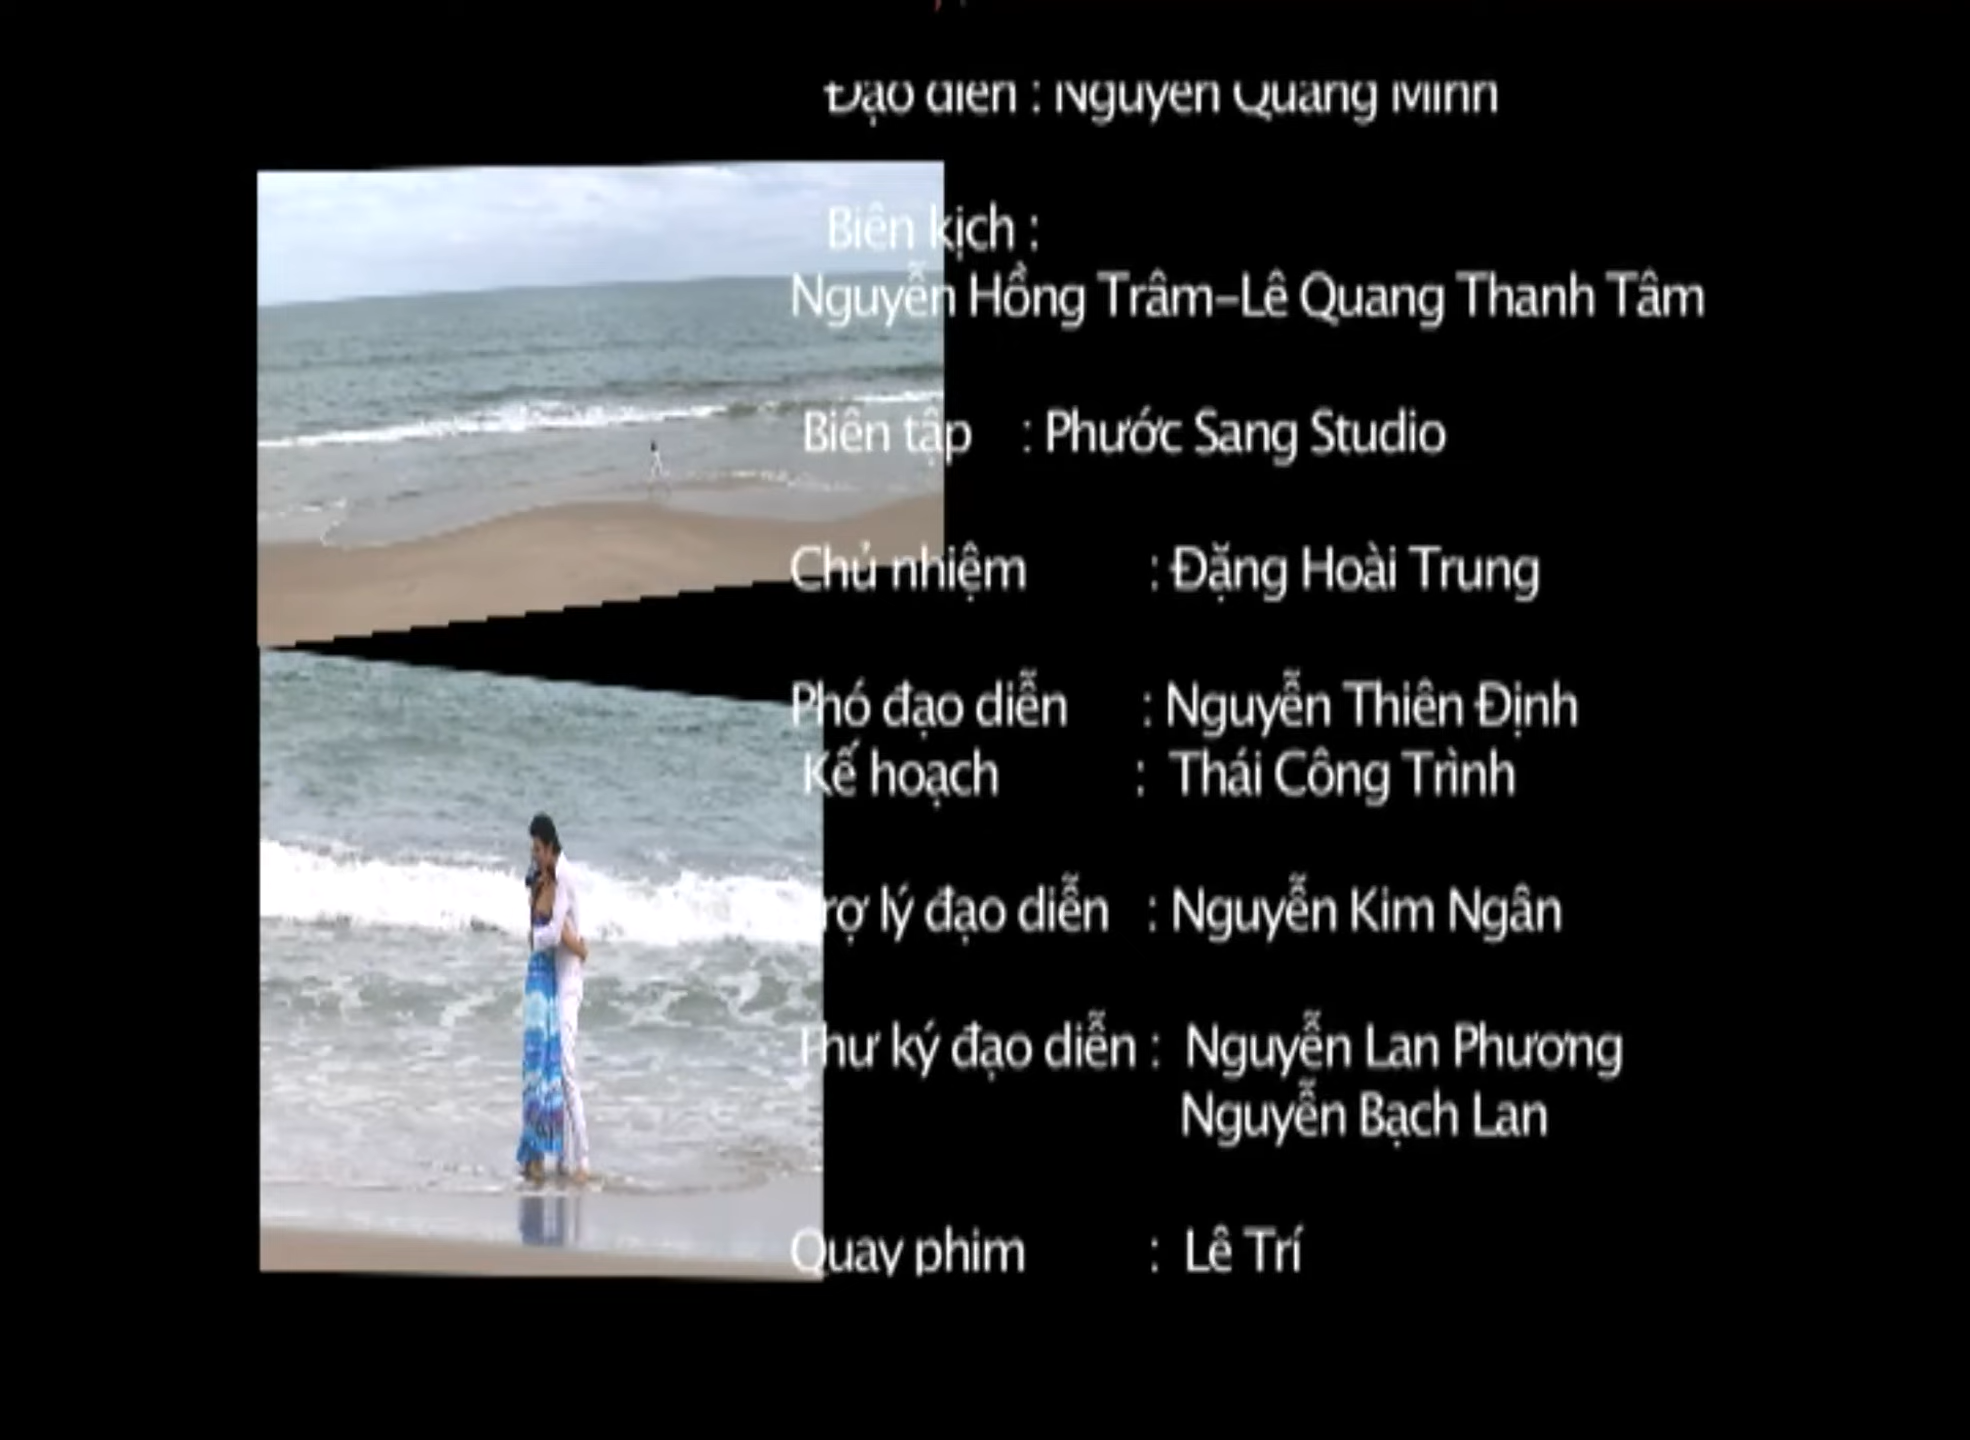 Đạo diễn : Nguyễn Quang Minh
Biên kịch :
Nguyễn Hồng Trâm-Lê Quang Thanh Tâm
Biên tập : Phước Sang Studio
Chủ nhiệm : Đặng Hoài Trung
Phó đạo diễn : Nguyễn Thiên Định
Kế hoạch : Thái Công Trình
Trợ lý đạo diễn : Nguyễn Kim Ngân
Thư ký đạo diễn : Nguyễn Lan Phương
Nguyễn Bạch Lan
Quay phim : Lê Trí